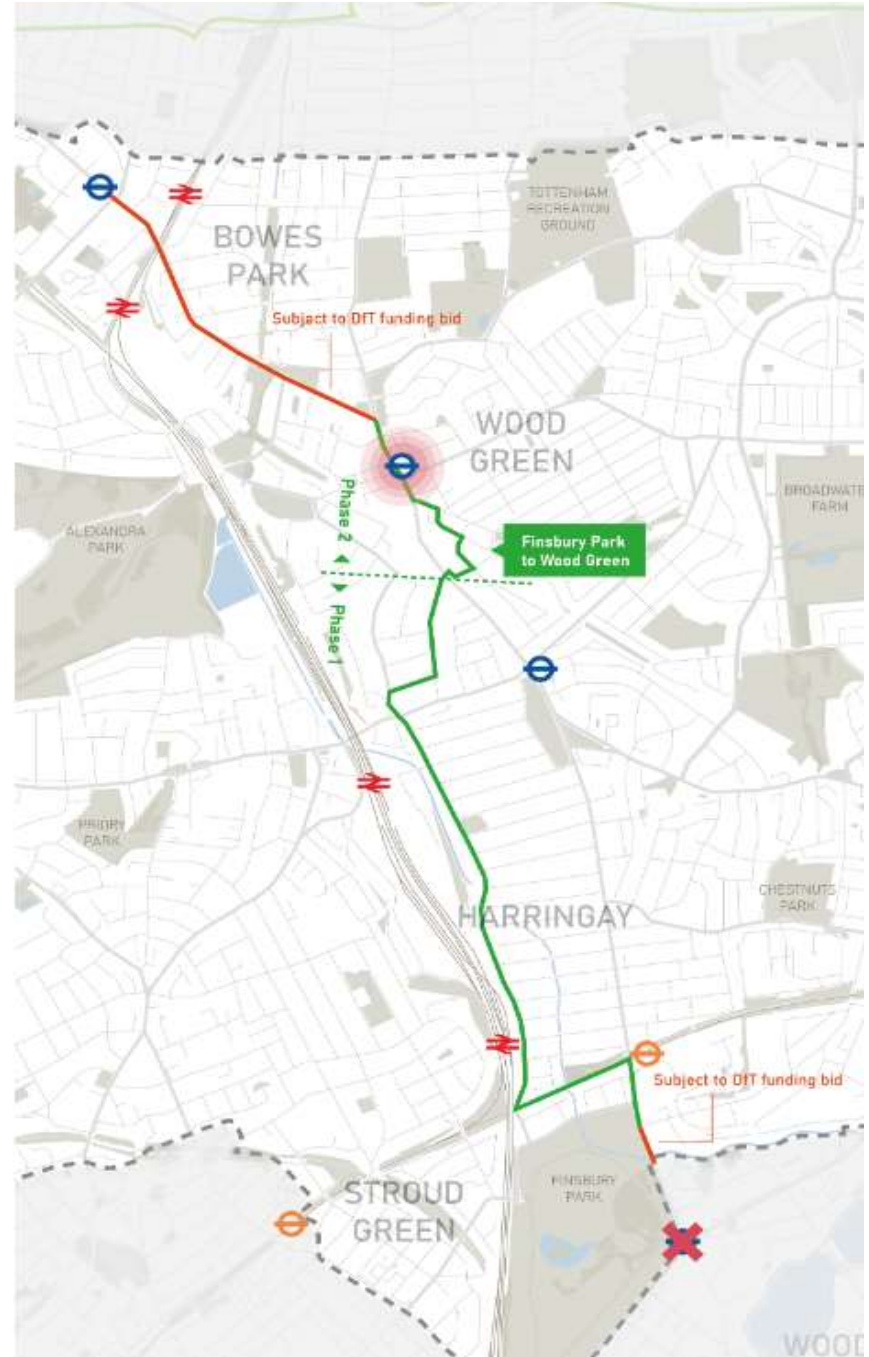 TOTTENHAM
RECREATION
GROUND
BOWES
PARK
Subject to DfT funding bid
WOOD
GREEN
BROADWATE
FARM
Phase 2
Finsbury Park
to Wood Green
ALEXANDRA
PARK
Phase 1
PRIORY
PARK
CHESTNUTS
PARK
HARRINGAY
Subject to DfT funding bid
STROUD
GREEN
FINSBURY
PARK
WOOD